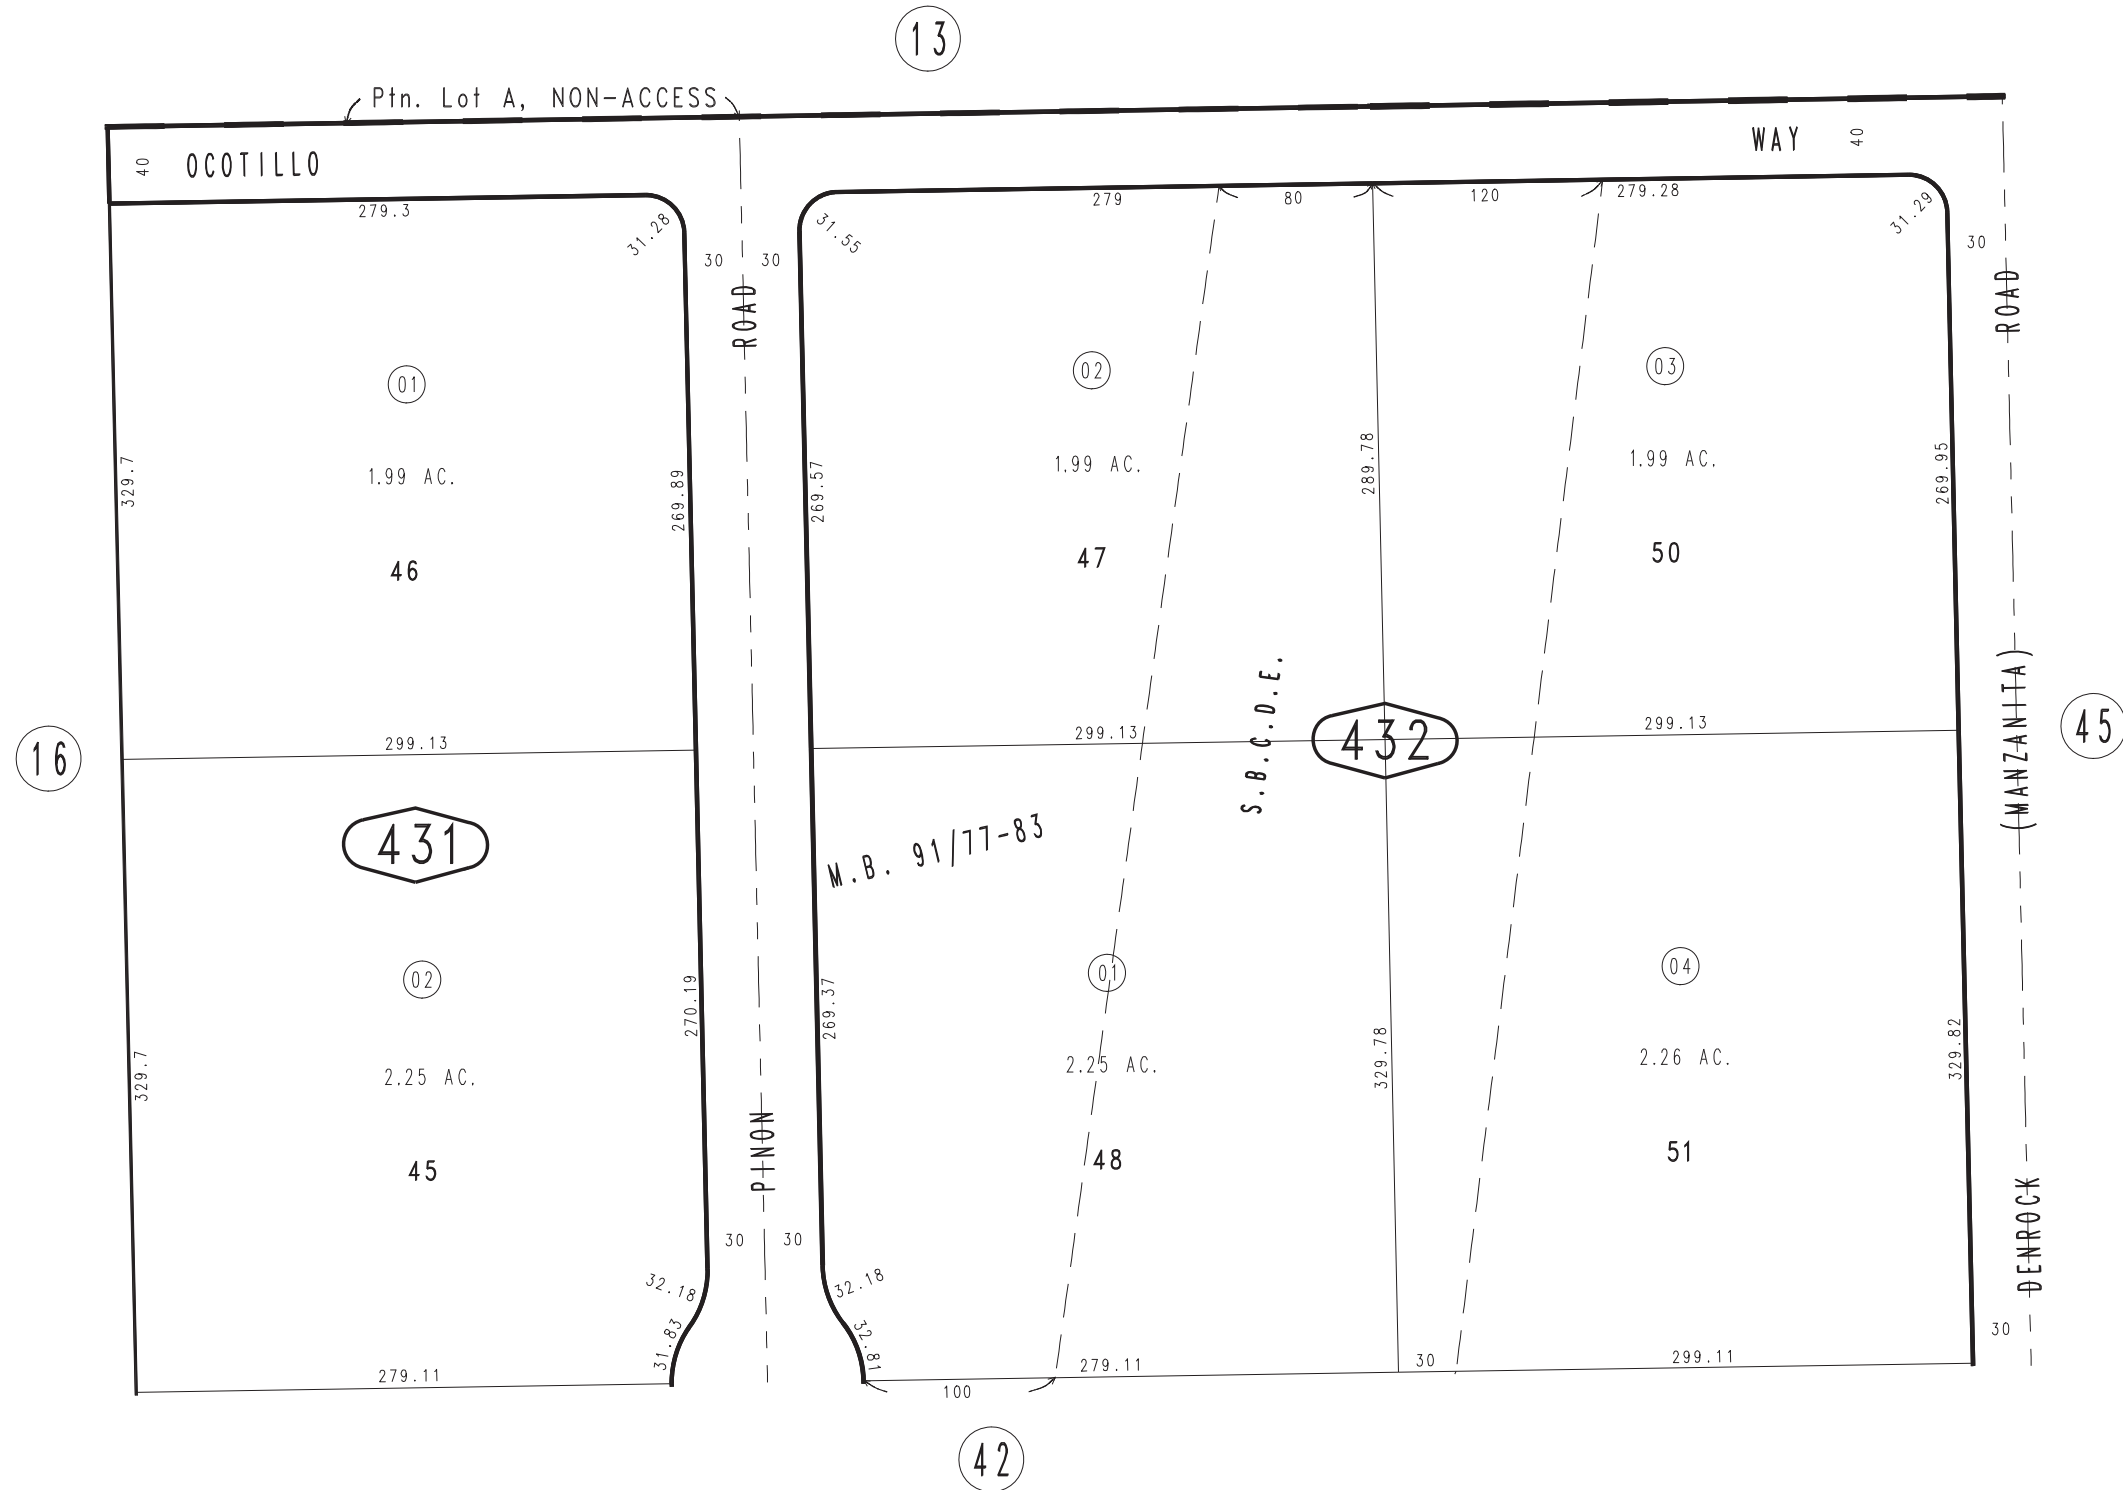 13
Ptn. Lot A, NON-ACCESS
40 OCOTILLO WAY 40
279.3 31.28
31.55 279 80 120 279.28 31.29
30 30 30
ROAD
ROAD
01
02
03
1.99 AC.
1.99 AC.
1.99 AC.
329.7
269.89
269.57
289.78
269.95
46
47
50
299.13
299.13
299.13
16
45
431
432
S.B.C.D.E.
(MANZANITA)
M.B. 91/77-83
02
01
04
329.7
270.19
269.37
329.78
329.82
2.25 AC.
2.25 AC.
2.26 AC.
45
48
51
PINON
DENROCK
30 30
32.18 32.18
31.83 32.81
30
279.11
100
279.11
30
299.11
42